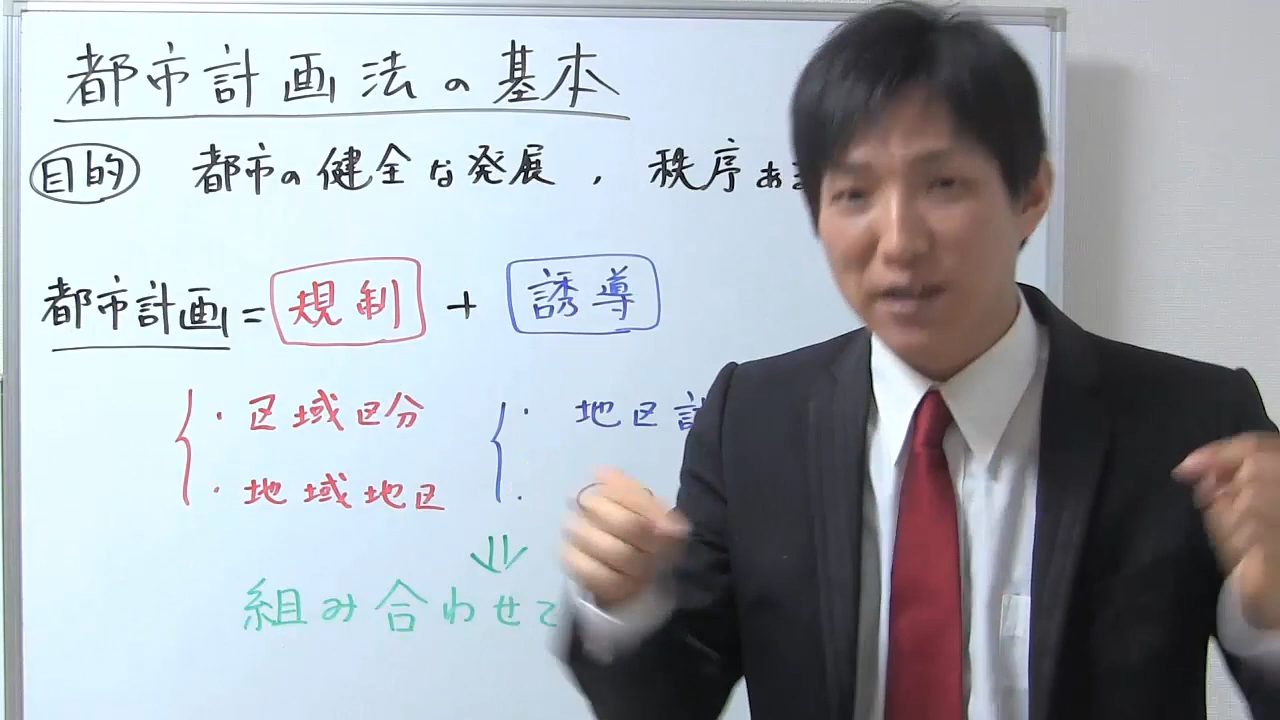 都市計画法の基本
目的 都市の健全な発展, 秩序ある
都市計画=規制+誘導
・区域区分 ・地区計
・地域地区 ・
組み合わせて